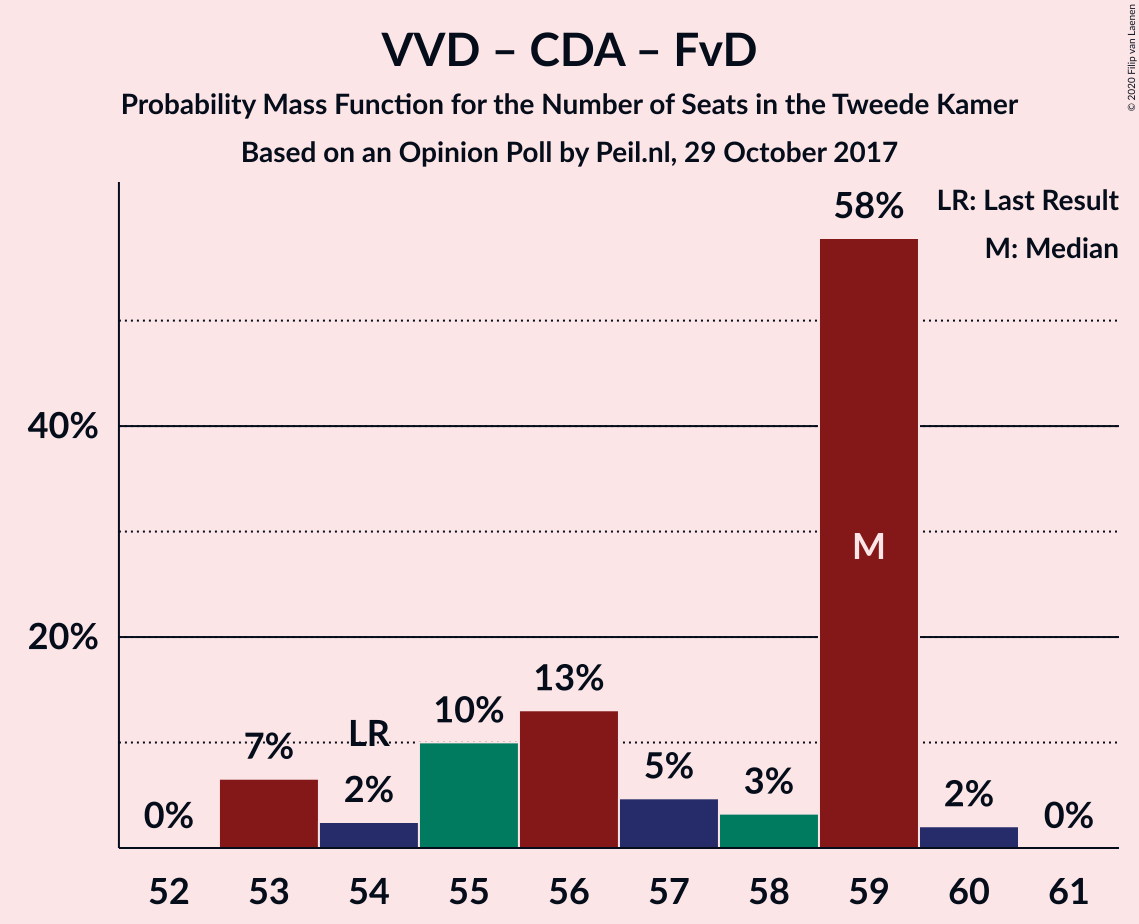 VVD – CDA – FvD
Probability Mass Function for the Number of Seats in the Tweede Kamer
Based on an Opinion Poll by Peil.nl, 29 October 2017
© 2020 Filip van Laenen
LR: Last Result
M: Median
58%
40%
M
20%
13%
10%
LR
7%
5%
3%
2%
2%
0%
0%
52 53 54 55 56 57 58 59 60 61